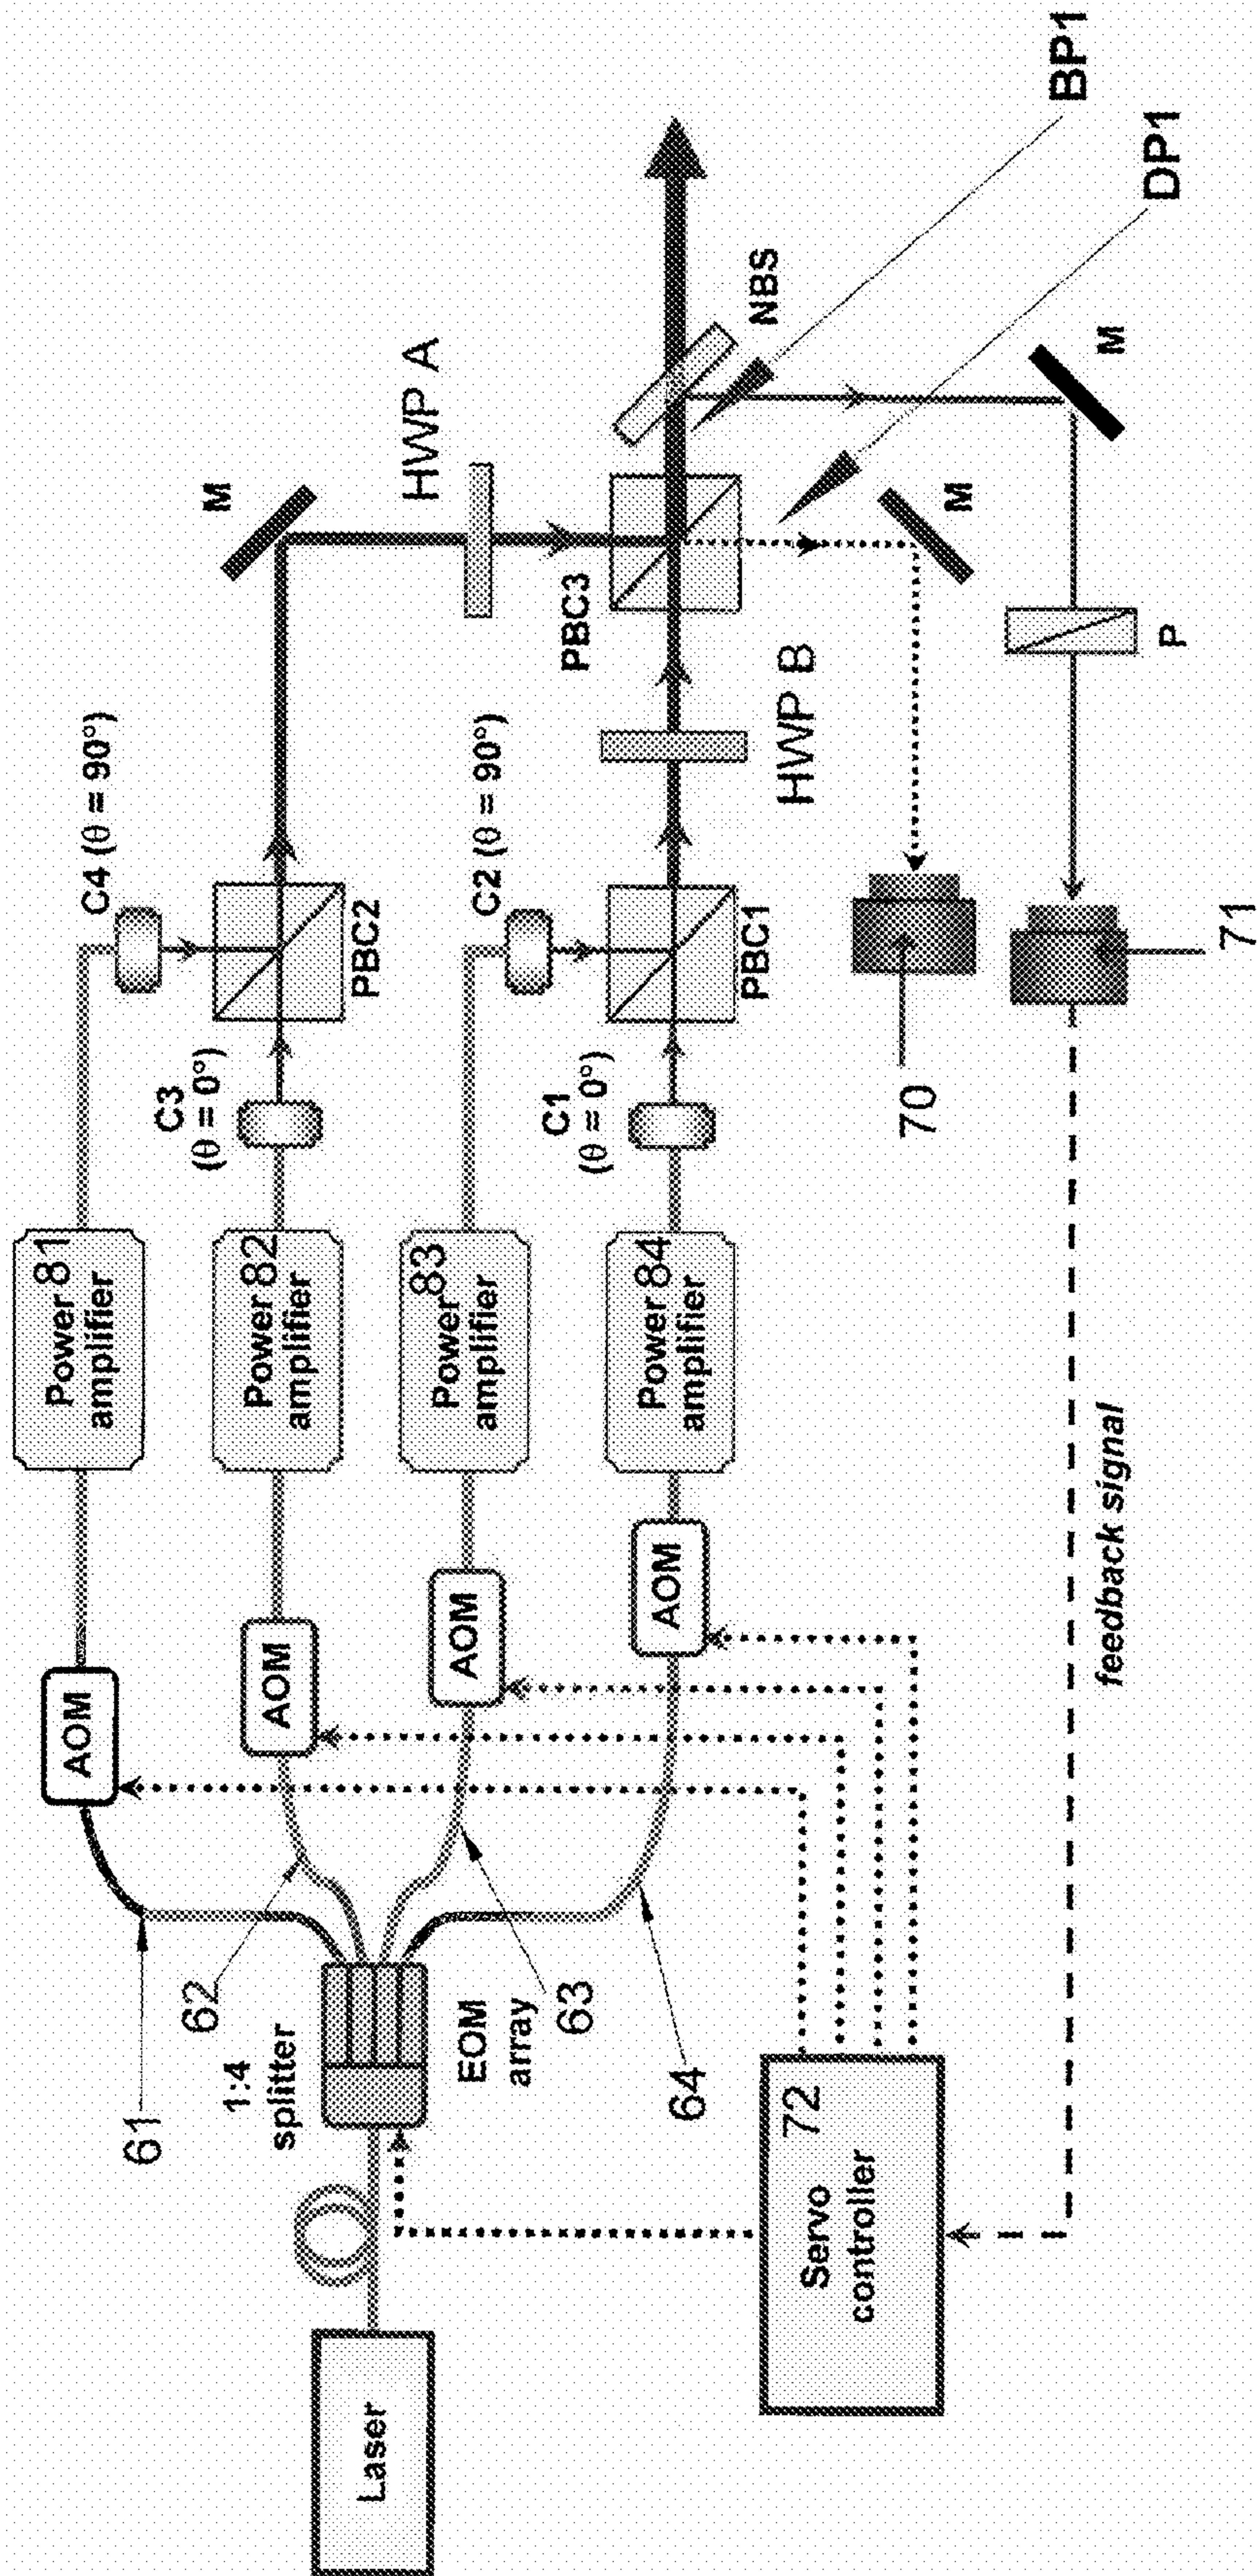 Laser
1:4
splitter
EOM
array
61
62
63
64
Servo
controller
72
AOM
AOM
AOM
AOM
Power
amplifier
81
Power
amplifier
82
Power
amplifier
83
Power
amplifier
84
C4 (θ = 90°)
C3
(θ = 0°)
C2 (θ = 90°)
C1
(θ = 0°)
PBC2
PBC1
M
HWP A
HWP B
PBC3
NBS
BP1
DP1
M
M
P
70
71
feedback signal